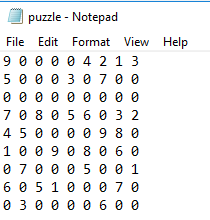 puzzle - Notepad
File Edit Format View Help
9 0 0 0 0 4 2 1 3
5 0 0 0 3 0 7 0 0
0 0 0 0 0 0 0 0 0
7 0 8 0 5 6 0 3 2
4 5 0 0 0 0 9 8 0
1 0 0 9 0 8 0 6 0
0 7 0 0 0 5 0 0 1
6 0 5 1 0 0 0 7 0
0 3 0 0 0 0 6 0 0